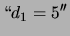 “d₁ = 5″